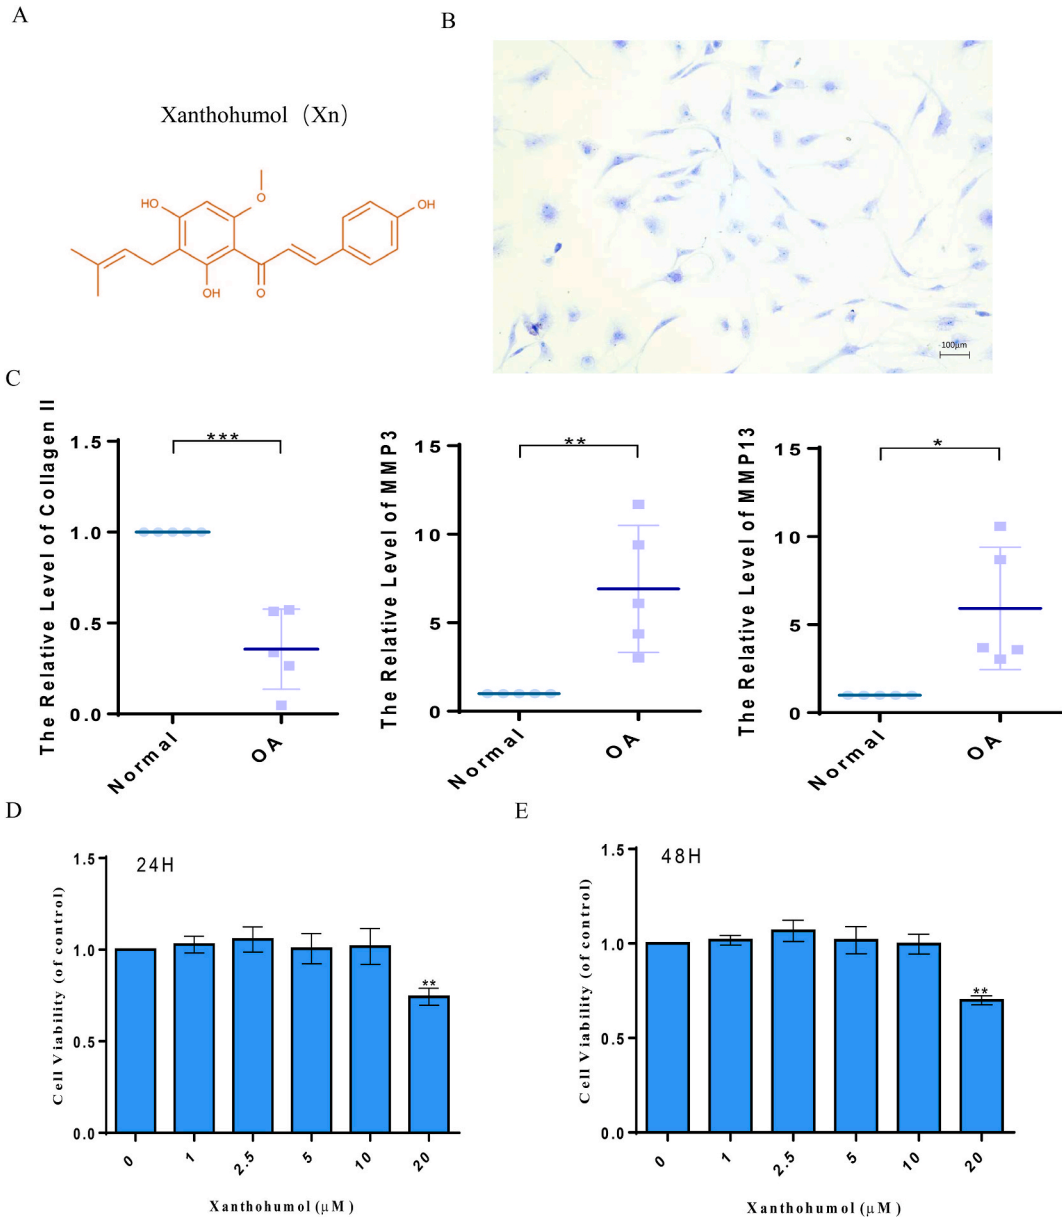 A
B
Xanthohumol（Xn）
O
HO
OH
OH
O
100μm
C
The Relative Level of Collagen II
1.5
1.0
0.5
0.0
***
Normal
OA
The Relative Level of MMP3
15
10
5
0
**
Normal
OA
The Relative Level of MMP13
15
10
5
0
*
Normal
OA
D
24H
Cell Viability (of control)
1.5
1.0
0.5
0.0
**
0
1
2.5
5
10
20
Xanthohumol (μM)
E
48H
Cell Viability (of control)
1.5
1.0
0.5
0.0
**
0
1
2.5
5
10
20
Xanthohumol (μM)